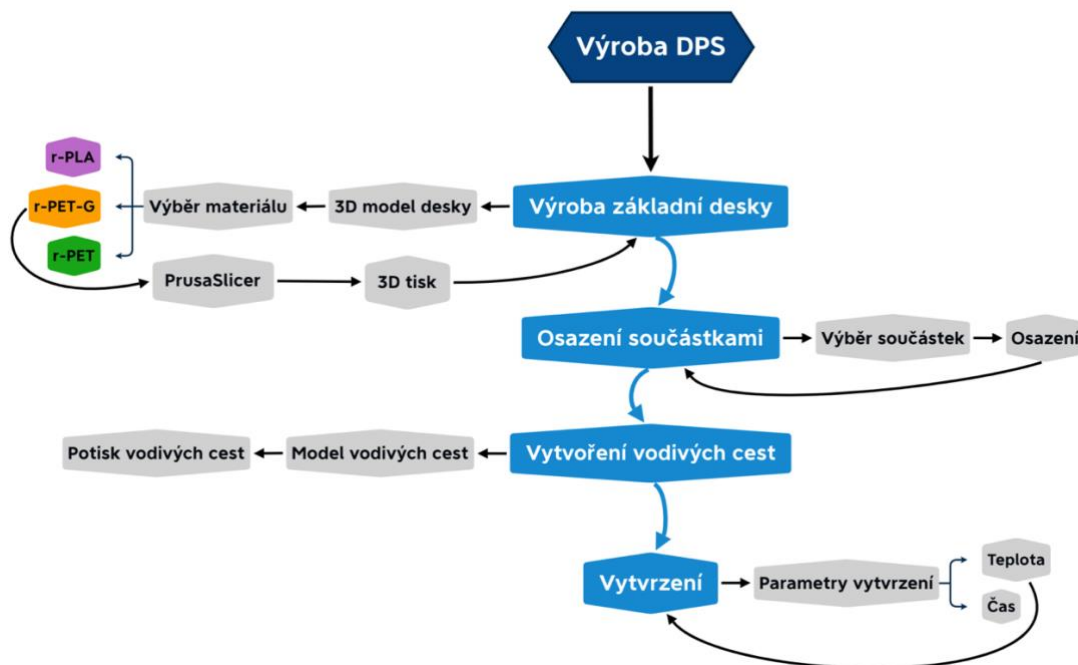 Výroba DPS
r-PLA
r-PET-G
Výběr materiálu
3D model desky
Výroba základní desky
r-PET
PrusaSlicer
3D tisk
Osazení součástkami
Výběr součástek
Osazení
Potisk vodivých cest
Model vodivých cest
Vytvoření vodivých cest
Vytvrzení
Parametry vytvrzení
Teplota
Čas